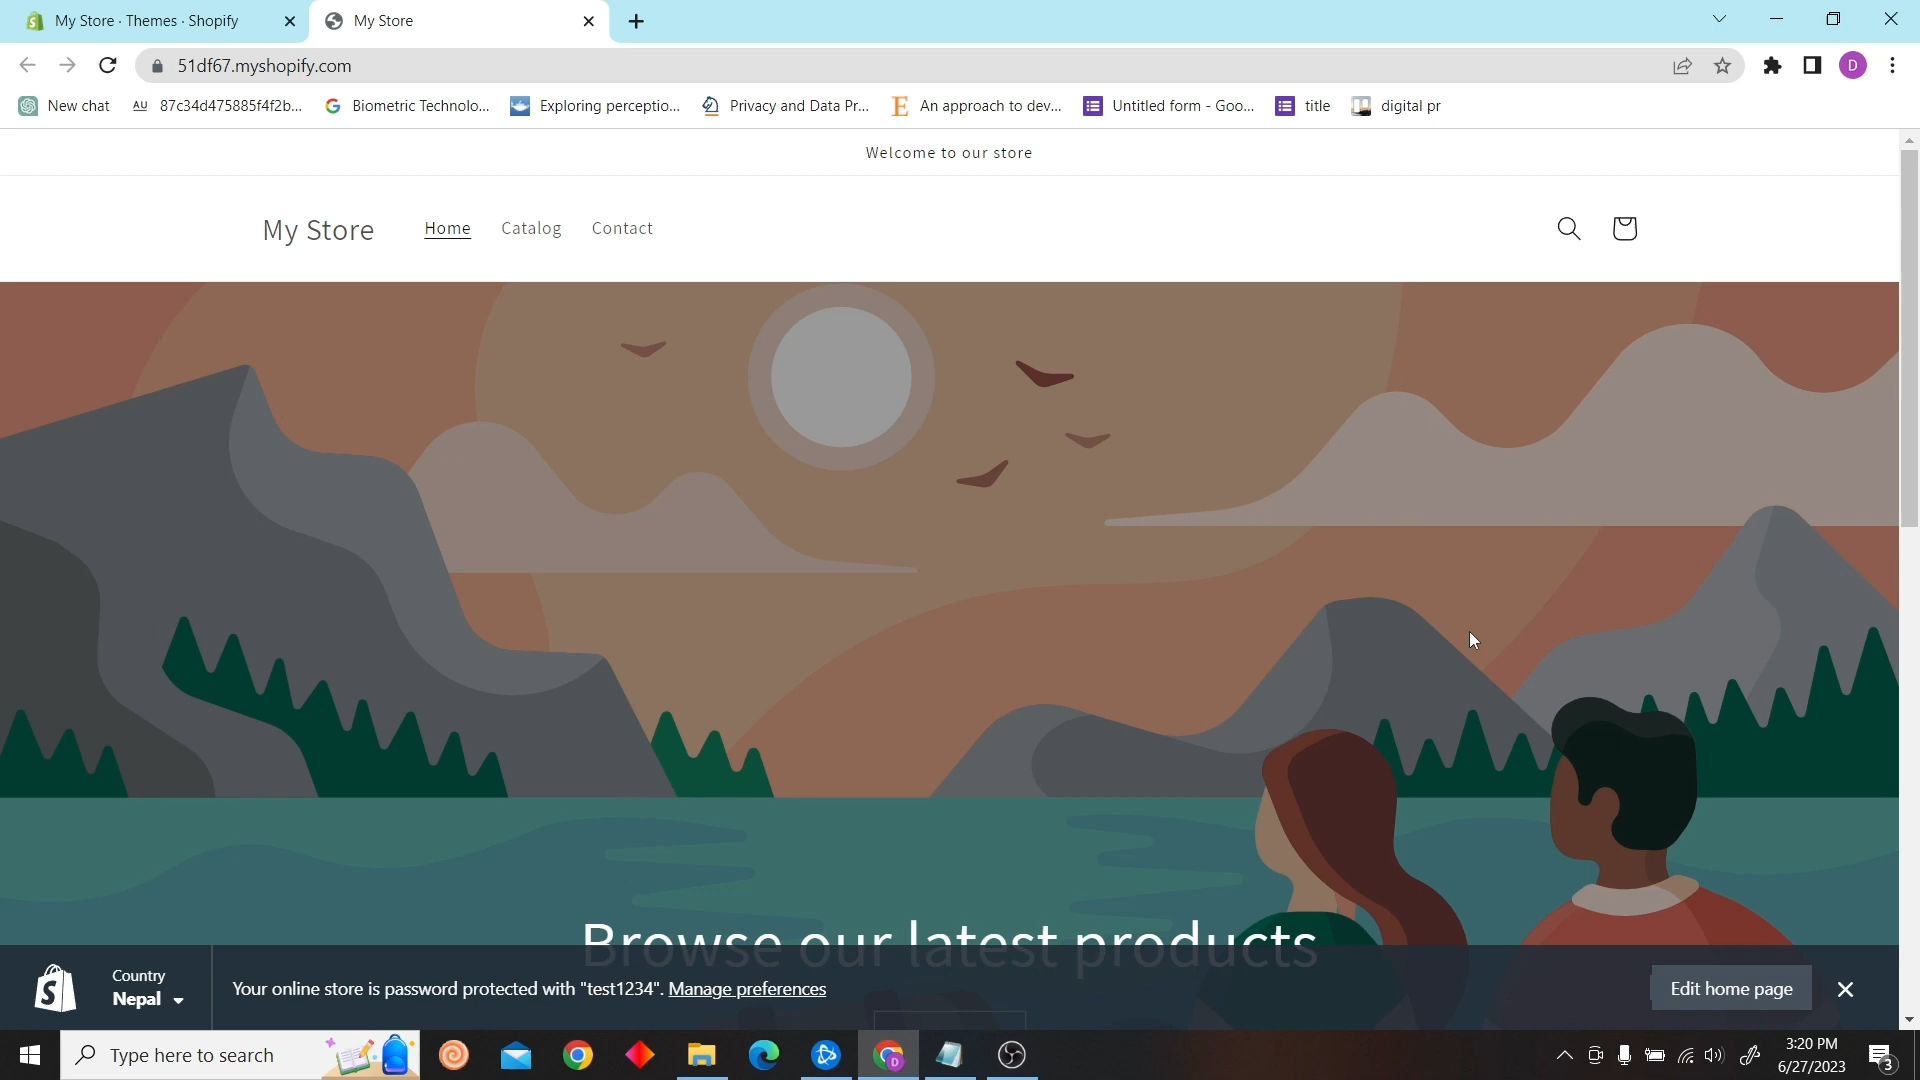 My Store · Themes · Shopify
My Store
51df67.myshopify.com
New chat
AU 87c34d475885f4f2b...
Biometric Technolo...
Exploring perceptio...
Privacy and Data Pr...
An approach to dev...
Untitled form - Goo...
title
digital pr
Welcome to our store
My Store
Home
Catalog
Contact
Browse our latest products
Country
Nepal
Your online store is password protected with "test1234". Manage preferences
Edit home page
Type here to search
3:20 PM
6/27/2023
3